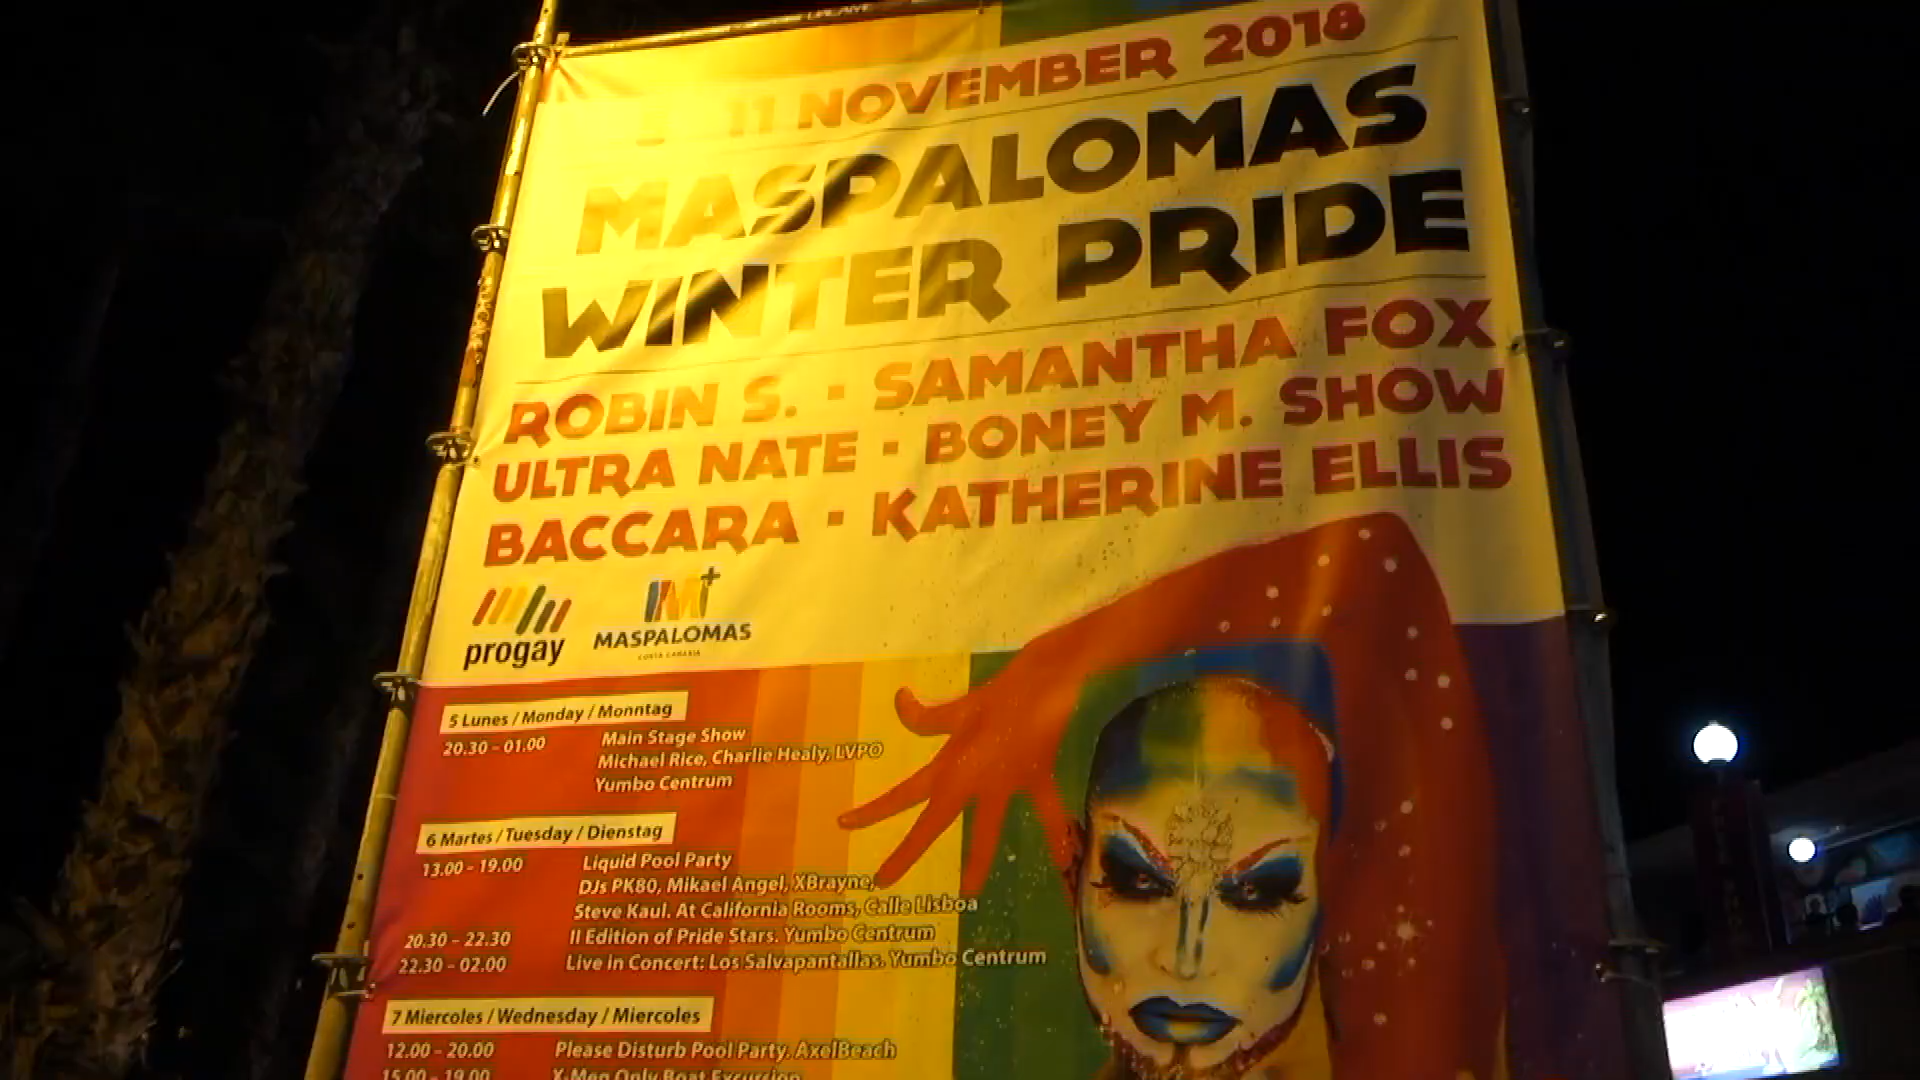 11 NOVEMBER 2018
MASPALOMAS
WINTER PRIDE
ROBIN S. · SAMANTHA FOX
ULTRA NATE · BONEY M. SHOW
BACCARA · KATHERINE ELLIS
progay
M+
MASPALOMAS
COSTA CANARIA
5 Lunes / Monday / Monntag
20.30 - 01.00 Main Stage Show
Michael Rice, Charlie Healy, LVPO
Yumbo Centrum
6 Martes / Tuesday / Dienstag
13.00 - 19.00 Liquid Pool Party
DJs PK80, Mikael Angel, XBrayne,
Steve Kaul. At California Rooms, Calle Lisboa
20.30 - 22.30 II Edition of Pride Stars. Yumbo Centrum
22.30 - 02.00 Live in Concert: Los Salvapantallas. Yumbo Centrum
7 Miercoles / Wednesday / Miercoles
12.00 - 20.00 Please Disturb Pool Party. AxelBeach
15.00 - 19.00 X-Men Only Boat Excursion